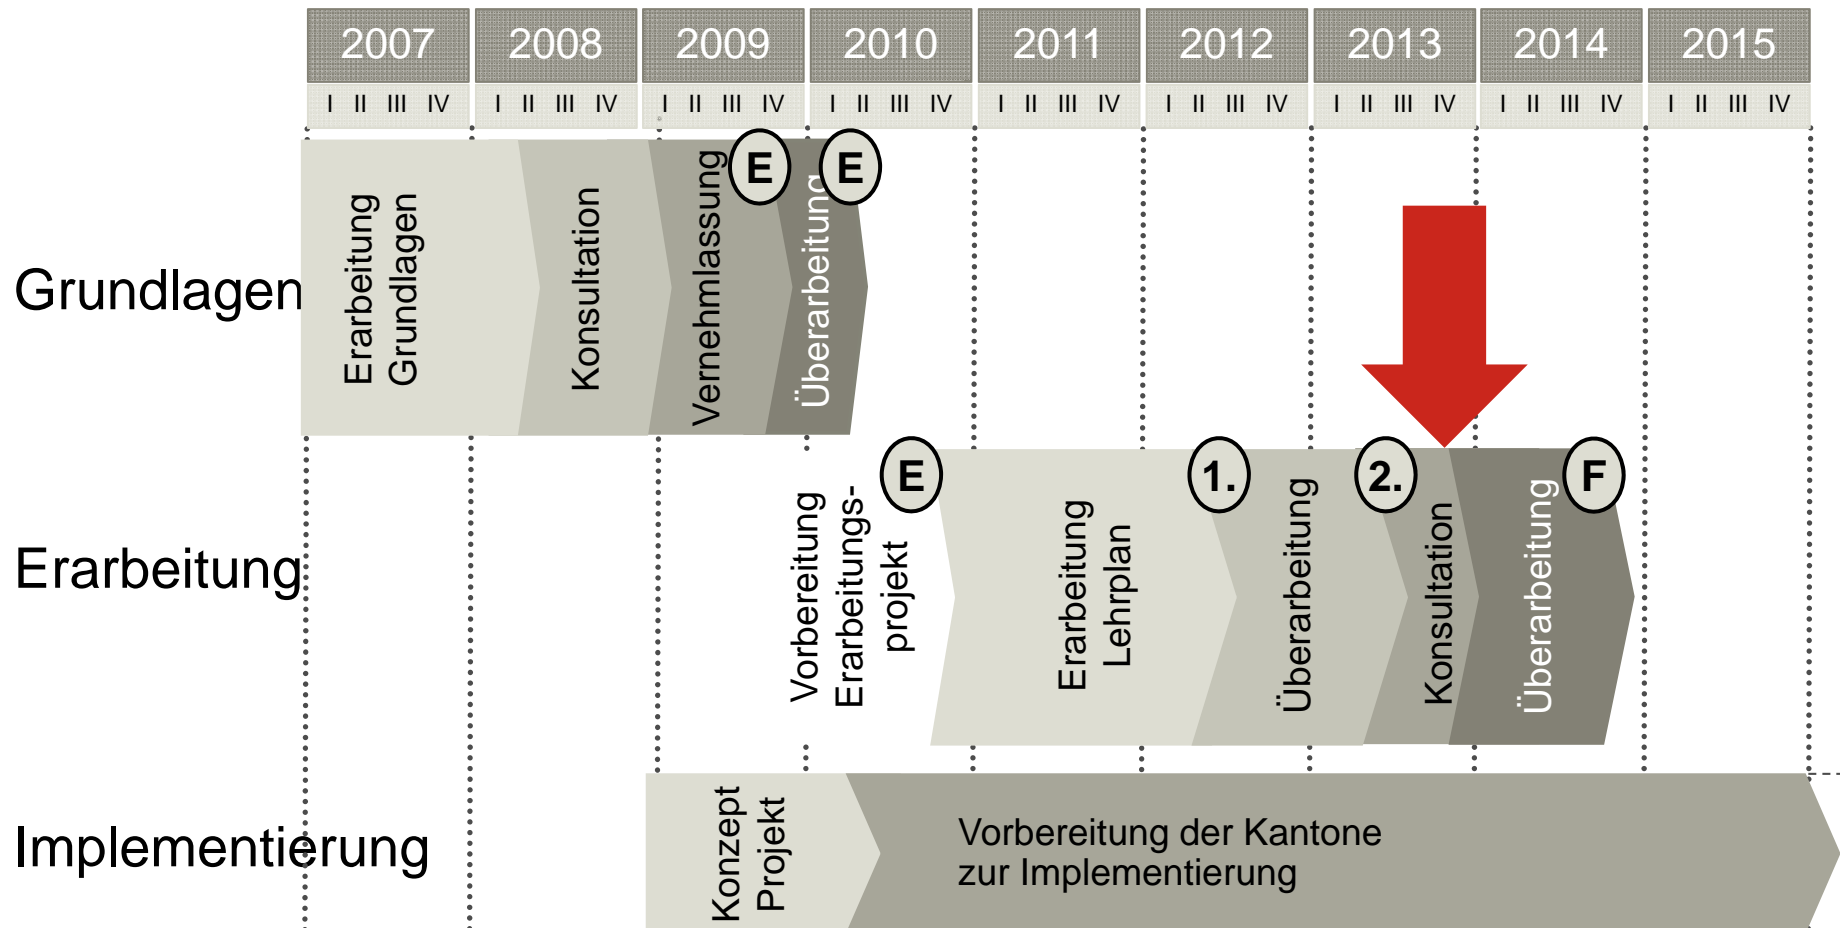 2007 2008 2009 2010 2011 2012 2013 2014 2015
I II III IV I II III IV I II III IV I II III IV I II III IV I II III IV I II III IV I II III IV I II III IV
Grundlagen
Erarbeitung
Grundlagen
Konsultation
Vernehmlassung
E
Überarbeitung
E
Erarbeitung
Vorbereitung
Erarbeitungs-
projekt
E
Erarbeitung
Lehrplan
1.
Überarbeitung
2.
Konsultation
Überarbeitung
F
Implementierung
Konzept
Projekt
Vorbereitung der Kantone
zur Implementierung